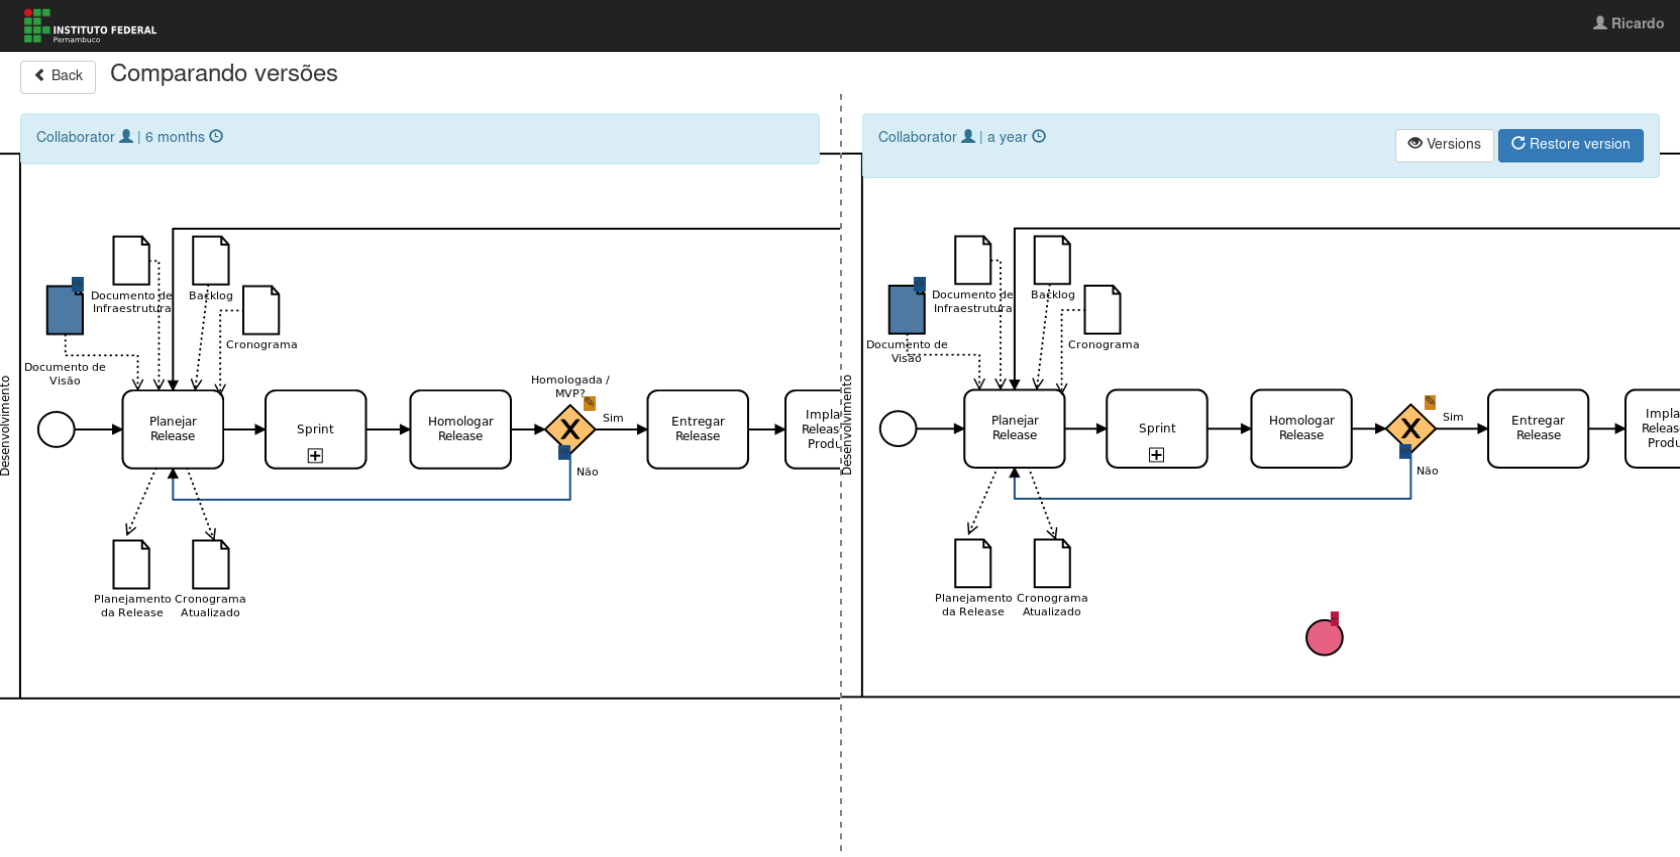 INSTITUTO FEDERAL
Pernambuco
Ricardo
Back
Comparando versões
Collaborator | 6 months
Documento de
Infraestrutura
Backlog
Cronograma
Documento de
Visão
Desenvolvimento
Planejar
Release
Sprint
Homologar
Release
Homologada /
MVP?
Sim
Não
Entregar
Release
Impla
Releas
Produ
Planejamento
da Release
Cronograma
Atualizado
Collaborator | a year
Versions
Restore version
Documento de
Infraestrutura
Backlog
Cronograma
Documento de
Visão
Desenvolvimento
Planejar
Release
Sprint
Homologar
Release
Sim
Não
Entregar
Release
Impla
Releas
Produ
Planejamento
da Release
Cronograma
Atualizado